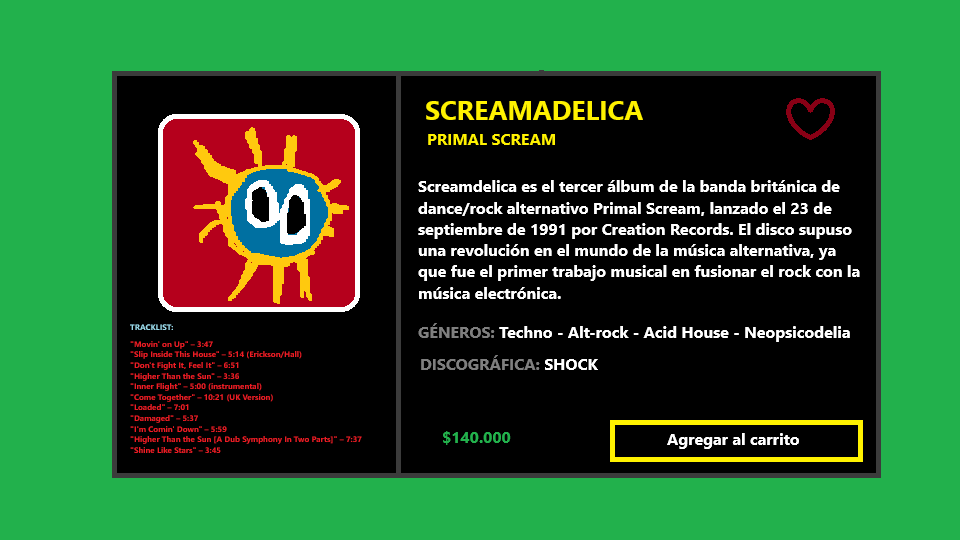 SCREAMADELICA
PRIMAL SCREAM
Screamdelica es el tercer álbum de la banda británica de
dance/rock alternativo Primal Scream, lanzado el 23 de
septiembre de 1991 por Creation Records. El disco supuso
una revolución en el mundo de la música alternativa, ya
que fue el primer trabajo musical en fusionar el rock con la
música electrónica.
GÉNEROS: Techno - Alt-rock - Acid House - Neopsicodelia
DISCOGRÁFICA: SHOCK
$140.000
Agregar al carrito
TRACKLIST:
"Movin' on Up" – 3:47
"Slip Inside This House" – 5:14 (Erickson/Hall)
"Don't Fight It, Feel It" – 6:51
"Higher Than the Sun" – 3:36
"Inner Flight" – 5:00 (instrumental)
"Come Together" – 10:21 (UK Version)
"Loaded" – 7:01
"Damaged" – 5:37
"I'm Comin' Down" – 5:59
"Higher Than the Sun [A Dub Symphony In Two Parts]" – 7:37
"Shine Like Stars" – 3:45